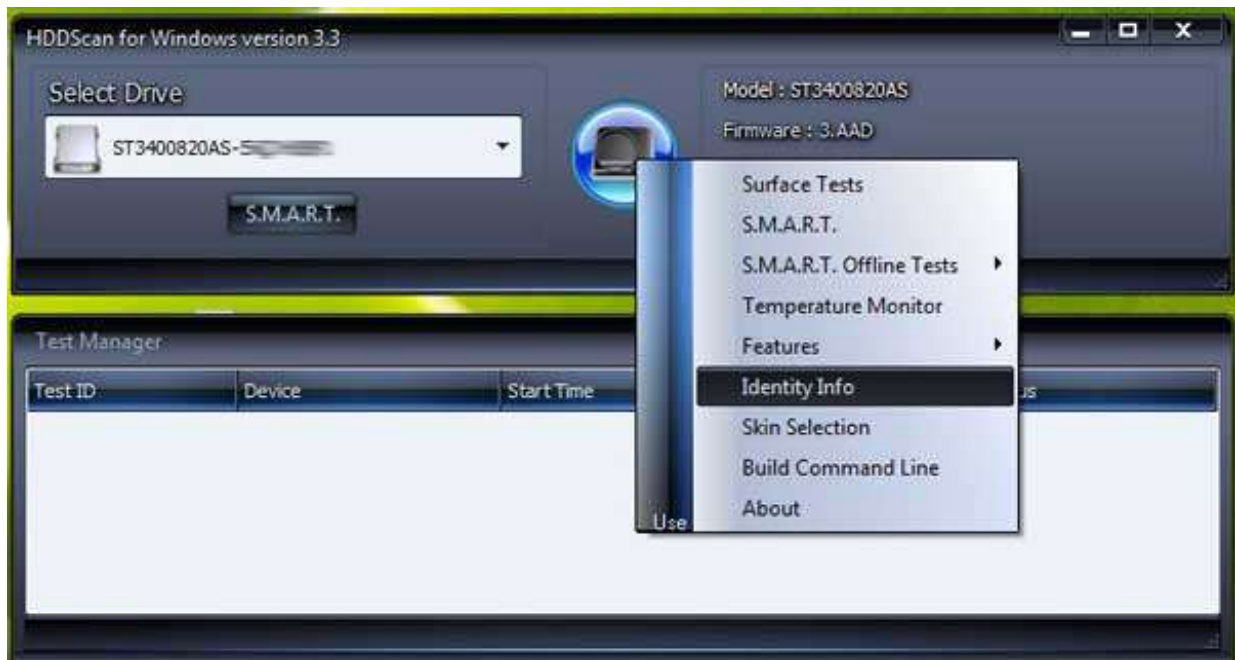 HDDScan for Windows version 3.3
Select Drive
ST3400820AS-
S.M.A.R.T.
Model : ST3400820AS
Firmware : 3.AAD
Surface Tests
S.M.A.R.T.
S.M.A.R.T. Offline Tests
Temperature Monitor
Features
Identity Info
Skin Selection
Build Command Line
About
Use
Test Manager
Test ID Device Start Time us